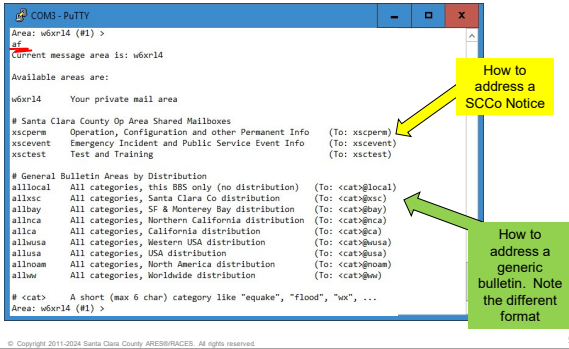 COM3 - PuTTY
Area: w6xrl4 (#1) >
af
Current message area is: w6xrl4
Available areas are:
w6xrl4 Your private mail area
# Santa Clara County Op Area Shared Mailboxes
xscperm Operation, Configuration and other Permanent Info (To: xscperm)
xscevent Emergency Incident and Public Service Event Info (To: xscevent)
xsctest Test and Training (To: xsctest)
# General Bulletin Areas by Distribution
alllocal All categories, this BBS only (no distribution) (To: <cat>@local)
allxsc All categories, Santa Clara Co distribution (To: <cat>@xsc)
allbay All categories, SF & Monterey Bay distribution (To: <cat>@bay)
allnca All categories, Northern California distribution (To: <cat>@nca)
allca All categories, California distribution (To: <cat>@ca)
allwusa All categories, Western USA distribution (To: <cat>@wusa)
allusa All categories, USA distribution (To: <cat>@usa)
allnoam All categories, North America distribution (To: <cat>@noam)
allww All categories, Worldwide distribution (To: <cat>@ww)
# <cat> A short (max 6 char) category like "equake", "flood", "wx", ...
Area: w6xrl4 (#1) >
How to
address a
SCCo Notice
How to
address a
generic
bulletin. Note
the different
format
© Copyright 2011-2024 Santa Clara County ARES®/RACES. All rights reserved.